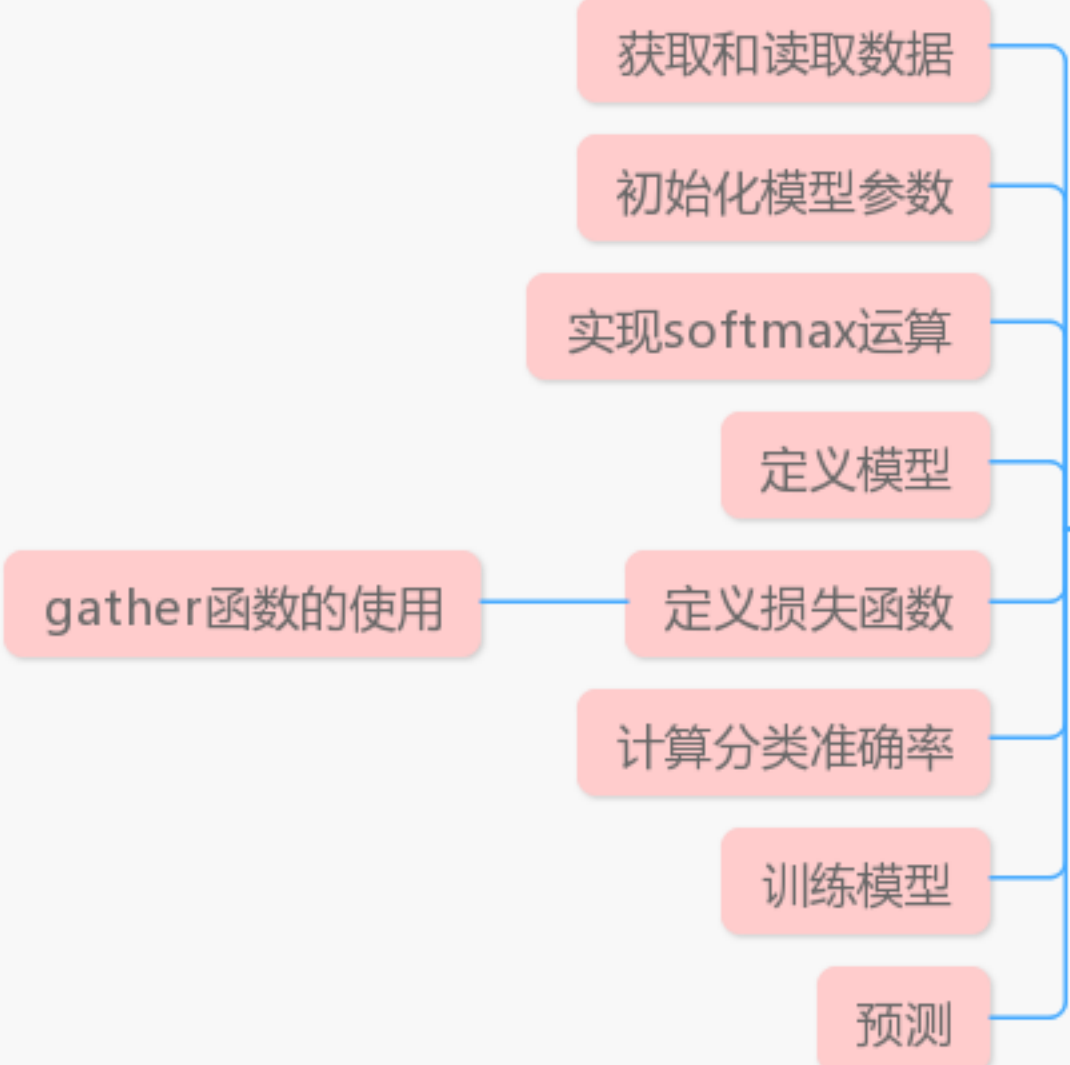 获取和读取数据
初始化模型参数
实现softmax运算
定义模型
gather函数的使用
定义损失函数
计算分类准确率
训练模型
预测